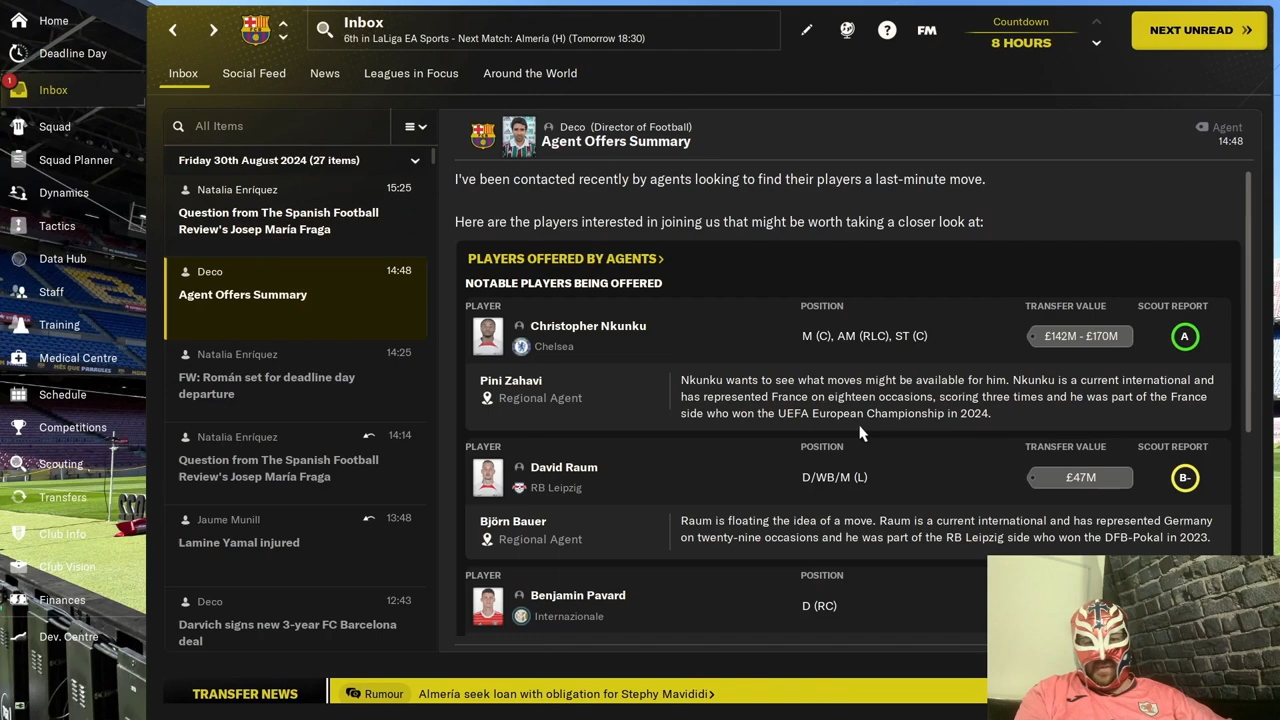 Home
Deadline Day
1
Inbox
Squad
Squad Planner
Dynamics
Tactics
Data Hub
Staff
Training
Medical Centre
Schedule
Competitions
Scouting
Transfers
Club Info
Club Vision
Finances
Dev. Centre
Inbox
6th in LaLiga EA Sports - Next Match: Almería (H) (Tomorrow 18:30)
?
FM
Countdown
8 HOURS
NEXT UNREAD
Inbox
Social Feed
News
Leagues in Focus
Around the World
All Items
Friday 30th August 2024 (27 items)
Natalia Enríquez
15:25
Question from The Spanish Football
Review's Josep María Fraga
Deco
14:48
Agent Offers Summary
Natalia Enríquez
14:25
FW: Román set for deadline day
departure
Natalia Enríquez
14:14
Question from The Spanish Football
Review's Josep María Fraga
Jaume Munill
13:48
Lamine Yamal injured
Deco
12:43
Darvich signs new 3-year FC Barcelona
deal
Deco (Director of Football)
Agent Offers Summary
Agent
14:48
I've been contacted recently by agents looking to find their players a last-minute move.
Here are the players interested in joining us that might be worth taking a closer look at:
PLAYERS OFFERED BY AGENTS >
NOTABLE PLAYERS BEING OFFERED
PLAYER
POSITION
TRANSFER VALUE
SCOUT REPORT
Christopher Nkunku
Chelsea
M (C), AM (RLC), ST (C)
£142M - £170M
A
Pini Zahavi
Regional Agent
Nkunku wants to see what moves might be available for him. Nkunku is a current international and
has represented France on eighteen occasions, scoring three times and he was part of the France
side who won the UEFA European Championship in 2024.
PLAYER
POSITION
TRANSFER VALUE
SCOUT REPORT
David Raum
RB Leipzig
D/WB/M (L)
£47M
B-
Björn Bauer
Regional Agent
Raum is floating the idea of a move. Raum is a current international and has represented Germany
on twenty-nine occasions and he was part of the RB Leipzig side who won the DFB-Pokal in 2023.
PLAYER
POSITION
Benjamin Pavard
Internazionale
D (RC)
TRANSFER NEWS
Rumour
Almería seek loan with obligation for Stephy Mavididi>